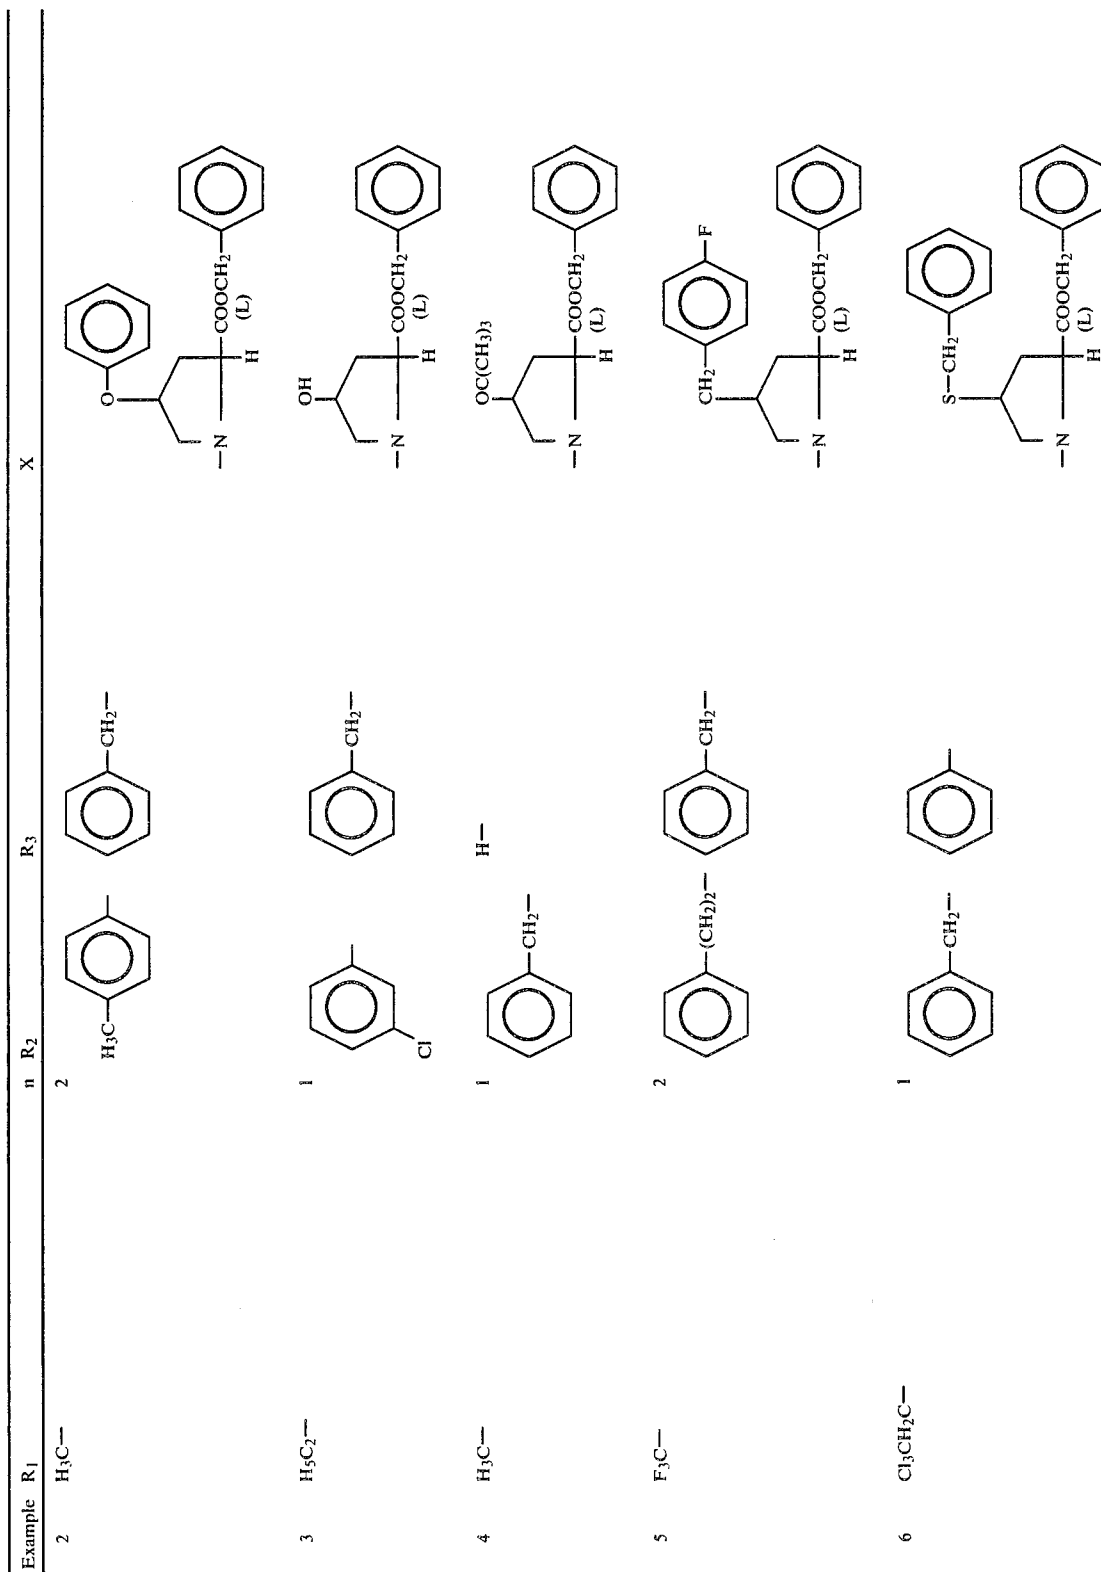 Example R1 n R2 R3 X
2 H3C— 2 H3C— CH2— O
N COOCH2
(L)
H
3 H5C2— 1 Cl CH2— OH
N COOCH2
(L)
H
4 H3C— 1 CH2— H— OC(CH3)3
N COOCH2
(L)
H
5 F3C— 2 (CH2)2— CH2— CH2 F
N COOCH2
(L)
H
6 Cl3CH2C— 1 CH2— S—CH2
N COOCH2
(L)
H